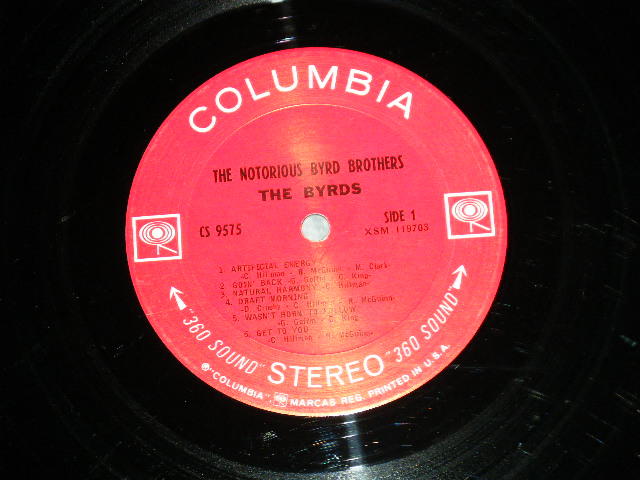 COLUMBIA
THE NOTORIOUS BYRD BROTHERS
THE BYRDS
CS 9575
SIDE 1
XSM 119703
1 ARTIFICIAL ENERGY
-C. Hillman - R. McGuinn - M. Clark-
2 GOIN' BACK -G. Goffin - C. King-
3 NATURAL HARMONY -C. Hillman-
4 DRAFT MORNING
-D. Crosby - C. Hillman - R. McGuinn-
5 WASN'T BORN TO FOLLOW
-G. Goffin - C. King-
6 GET TO YOU
-C. Hillman - R. McGuinn-
"360 SOUND" STEREO "360 SOUND"
® "COLUMBIA", MARCAS REG. PRINTED IN U.S.A.